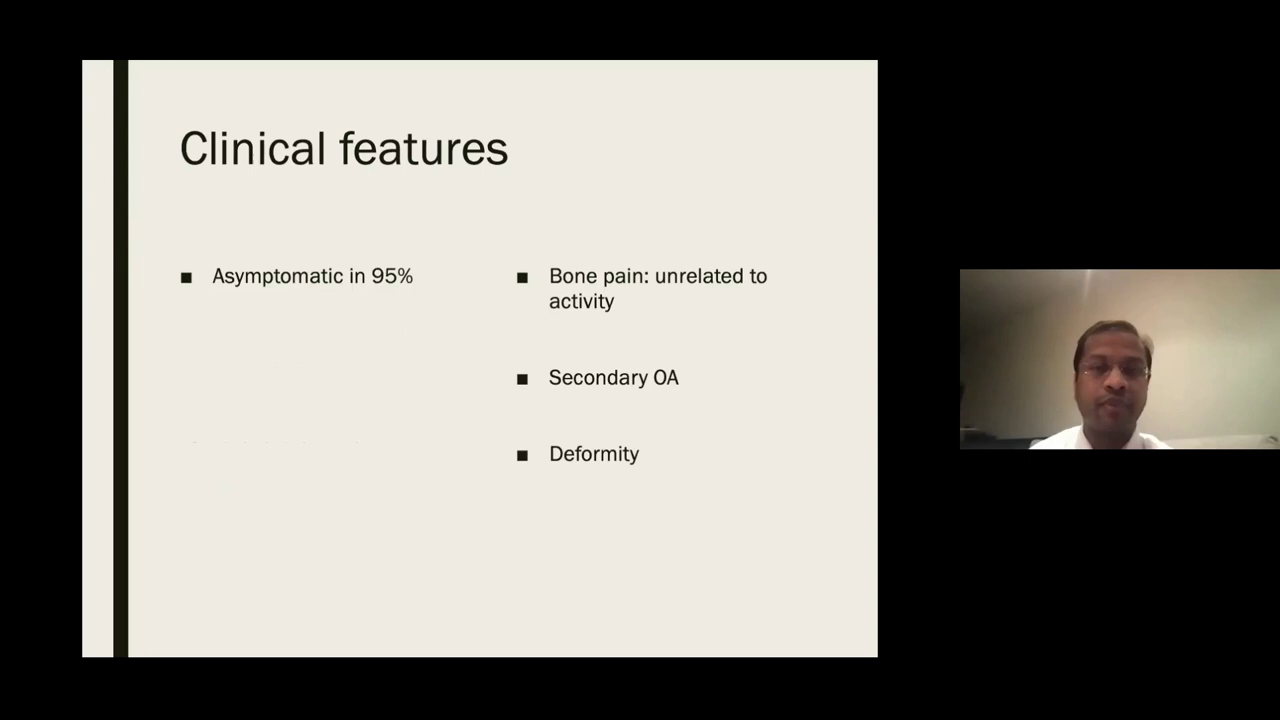 Clinical features
■ Asymptomatic in 95%
■ Bone pain: unrelated to
activity
■ Secondary OA
■ Deformity